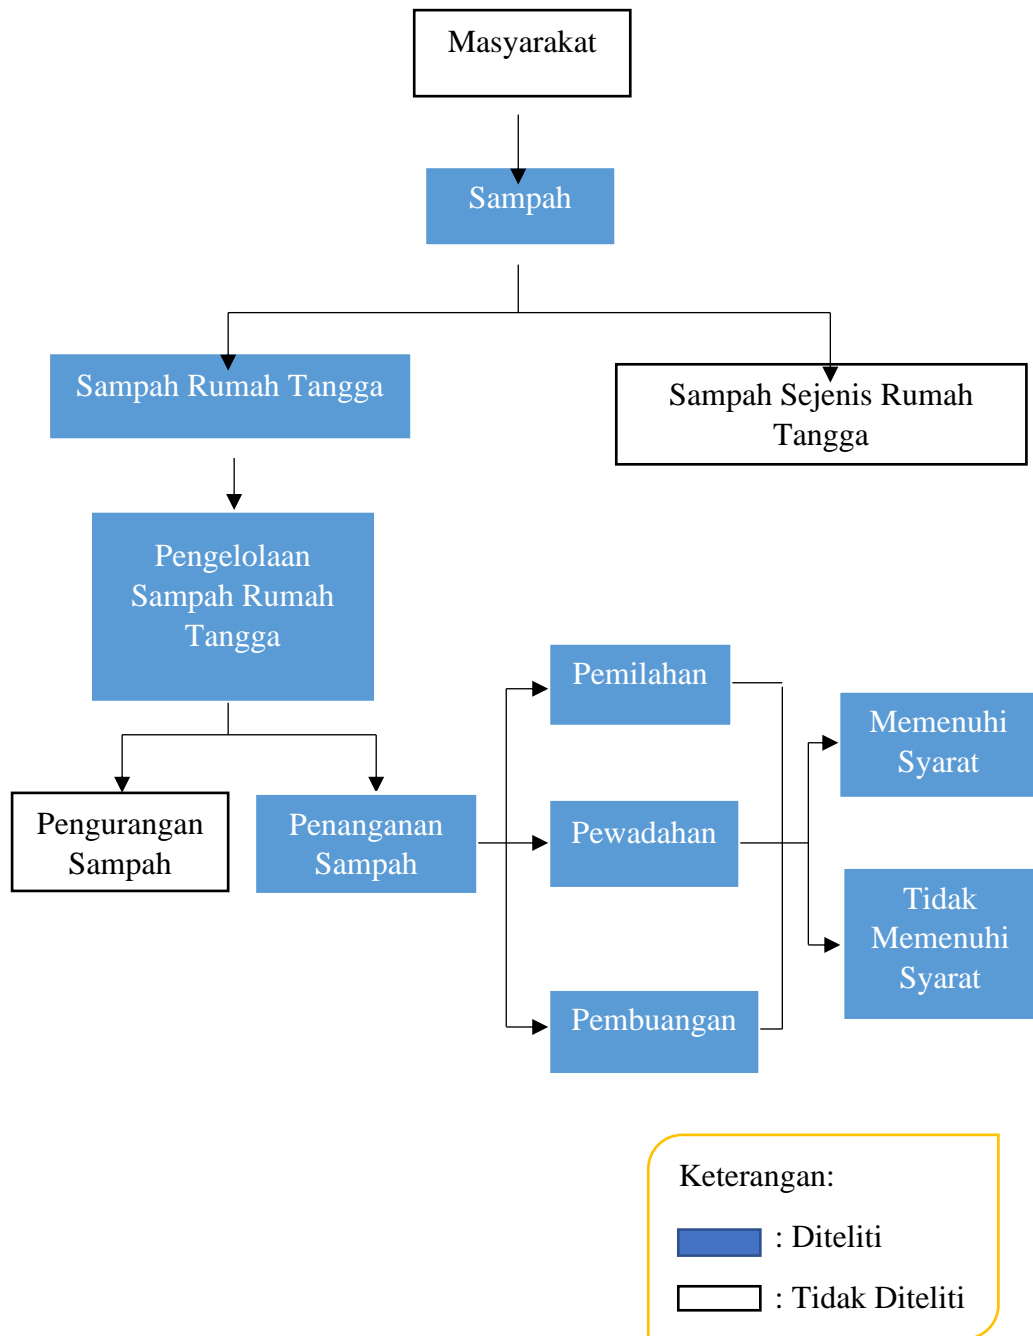 Masyarakat
Sampah
Sampah Rumah Tangga
Sampah Sejenis Rumah
Tangga
Pengelolaan
Sampah Rumah
Tangga
Pengurangan
Sampah
Penanganan
Sampah
Pemilahan
Pewadahan
Pembuangan
Memenuhi
Syarat
Tidak
Memenuhi
Syarat
Keterangan:
: Diteliti
: Tidak Diteliti